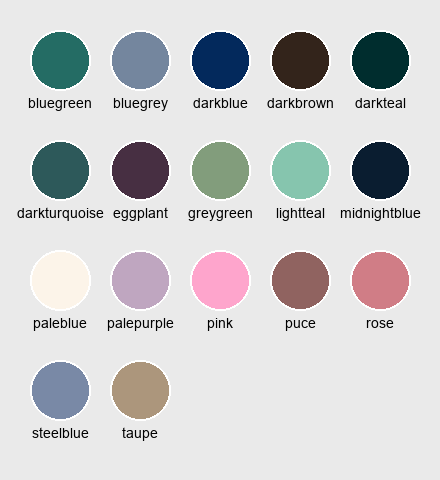 bluegreen bluegrey darkblue darkbrown darkteal
darkturquoise eggplant greygreen lightteal midnightblue
paleblue palepurple pink puce rose
steelblue taupe